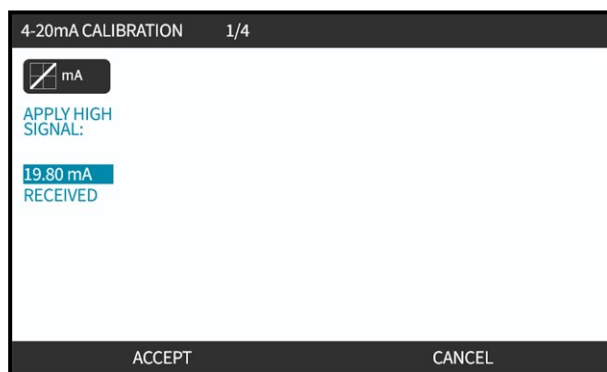 4-20mA CALIBRATION 1/4
mA
APPLY HIGH
SIGNAL:
19.80 mA
RECEIVED
ACCEPT CANCEL